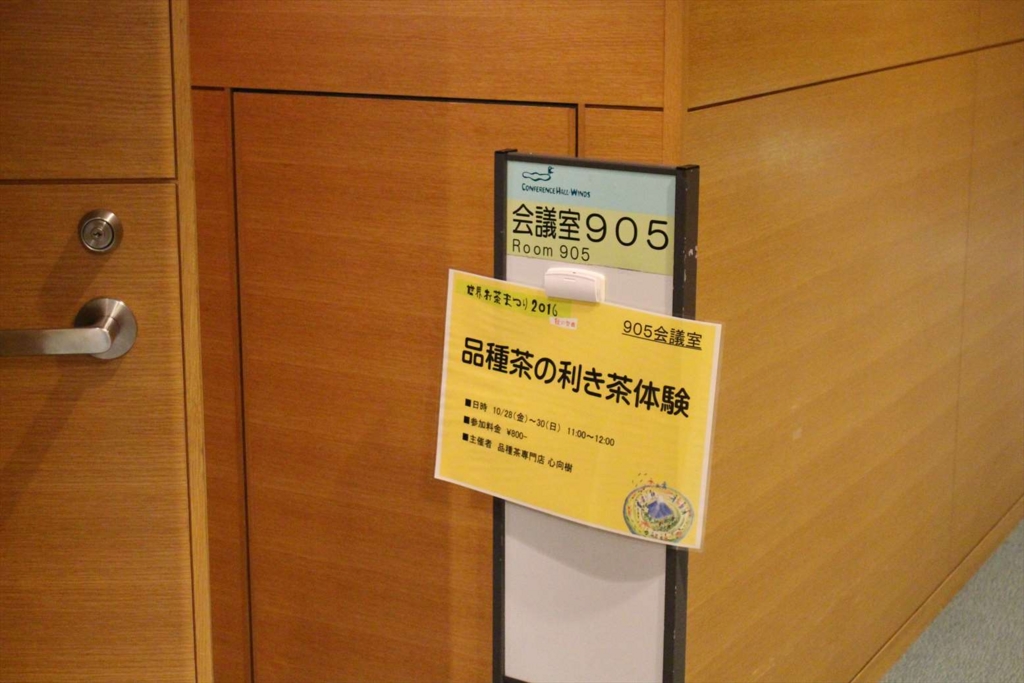 CONFERENCE HALL WINDS
会議室905
Room 905
世界お茶まつり2016
905会議室
品種茶の利き茶体験
■日時 10/28(金)～30(日) 11:00～12:00
■参加料金 ¥800-
■主催者 品種茶専門店 心向樹